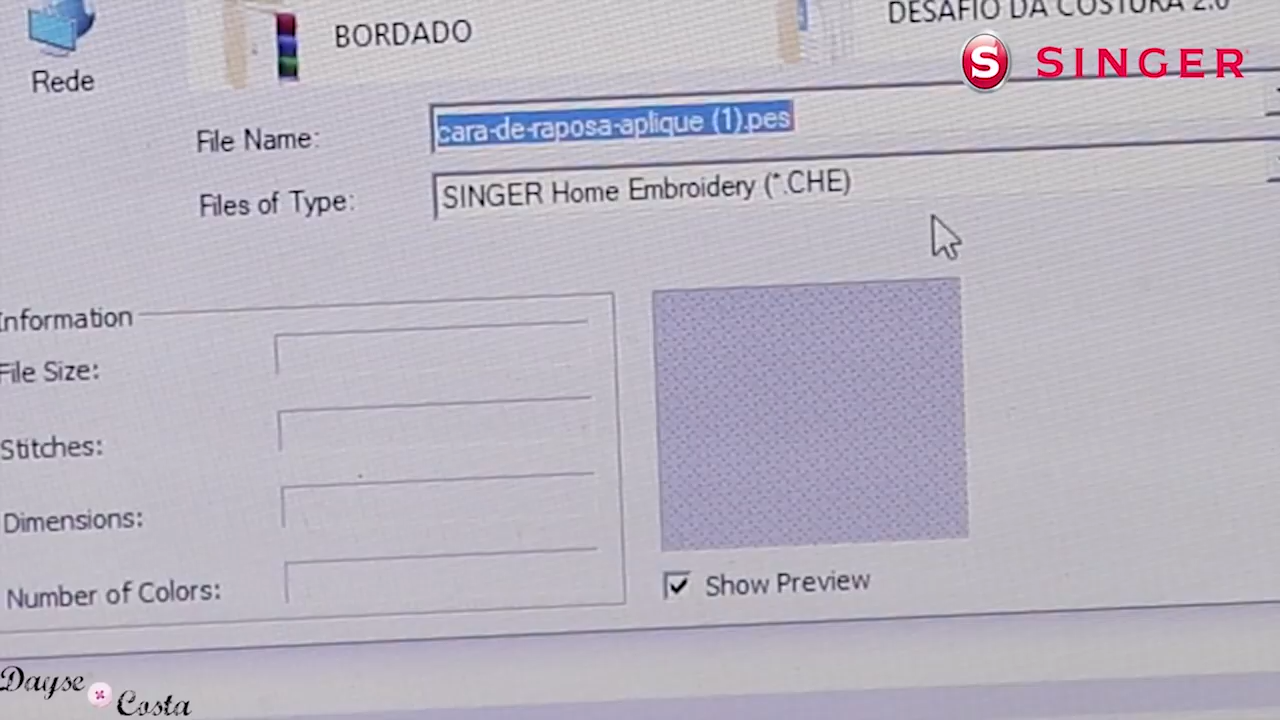 DESAFIO DA COSTURA 2.0
BORDADO
S SINGER
Rede
File Name: cara-de-raposa-aplique (1).pes
Files of Type: SINGER Home Embroidery (*.CHE)
Information
File Size:
Stitches:
Dimensions:
Number of Colors:
Show Preview
Dayse Costa